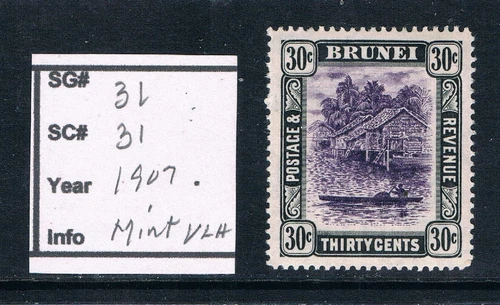 SG# 31
SC# 31
Year 1907.
Info Mint VLH
30c BRUNEI 30c
POSTAGE & REVENUE
30c THIRTY CENTS 30c